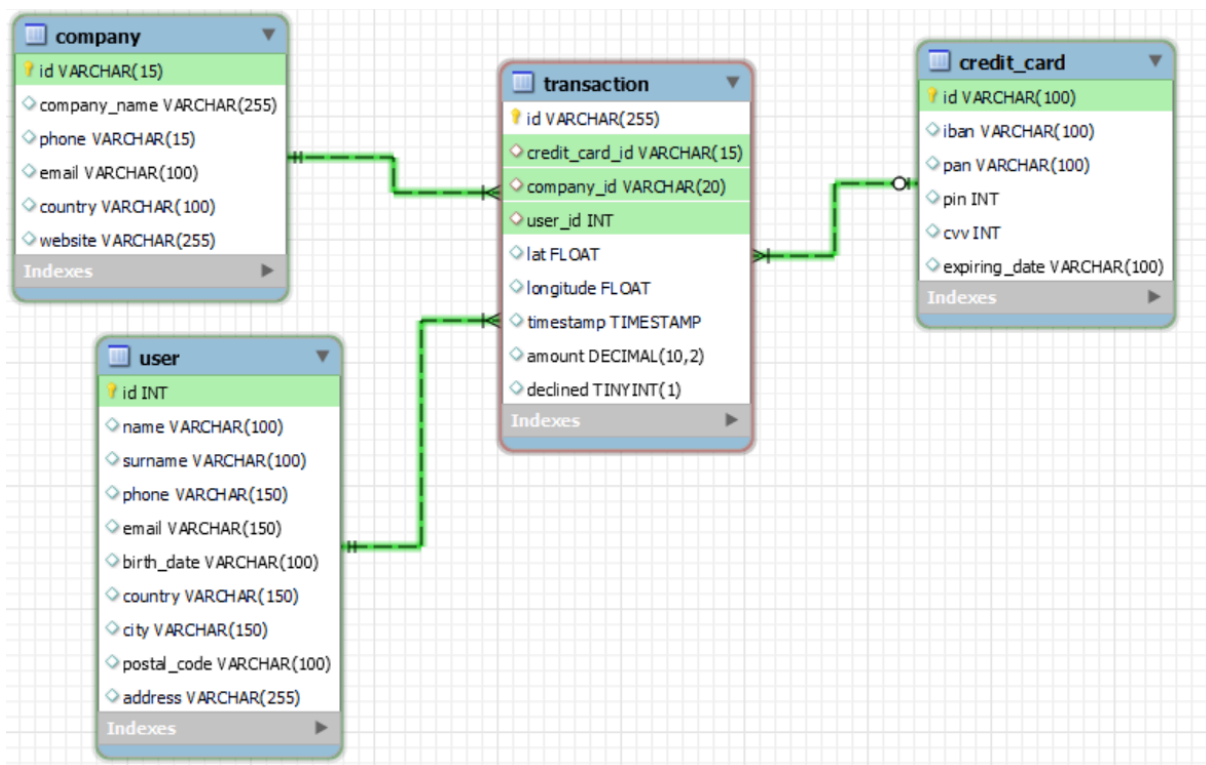 company
id VARCHAR(15)
company_name VARCHAR(255)
phone VARCHAR(15)
email VARCHAR(100)
country VARCHAR(100)
website VARCHAR(255)
Indexes
transaction
id VARCHAR(255)
credit_card_id VARCHAR(15)
company_id VARCHAR(20)
user_id INT
lat FLOAT
longitude FLOAT
timestamp TIMESTAMP
amount DECIMAL(10,2)
declined TINYINT(1)
Indexes
credit_card
id VARCHAR(100)
iban VARCHAR(100)
pan VARCHAR(100)
pin INT
cvv INT
expiring_date VARCHAR(100)
Indexes
user
id INT
name VARCHAR(100)
surname VARCHAR(100)
phone VARCHAR(150)
email VARCHAR(150)
birth_date VARCHAR(100)
country VARCHAR(150)
city VARCHAR(150)
postal_code VARCHAR(100)
address VARCHAR(255)
Indexes